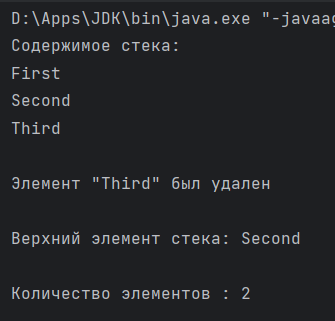 D:\Apps\JDK\bin\java.exe "-javaag
Содержимое стека:
First
Second
Third
Элемент "Third" был удален
Верхний элемент стека: Second
Количество элементов : 2